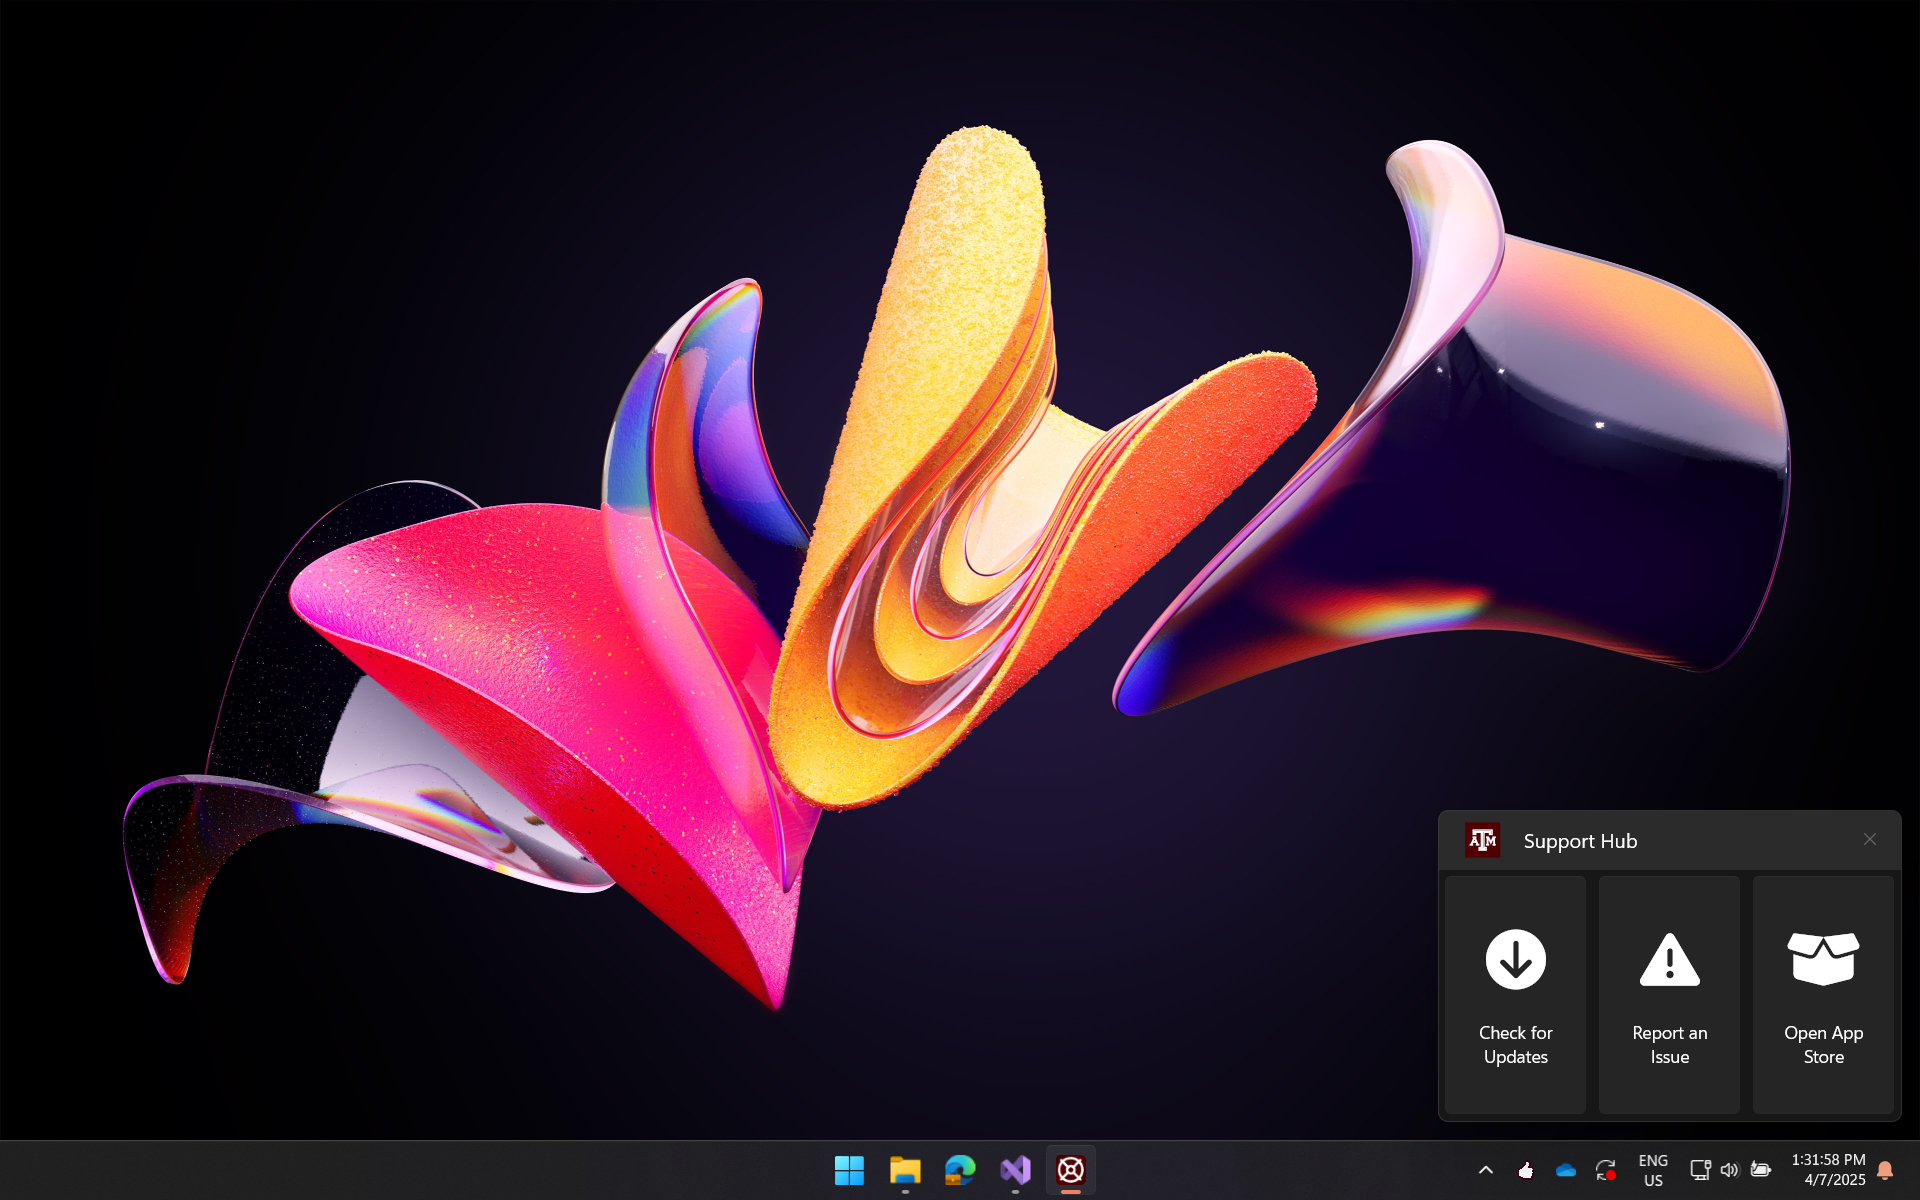 ATM
Support Hub
Check for
Updates
Report an
Issue
Open App
Store
ENG
US
1:31:58 PM
4/7/2025